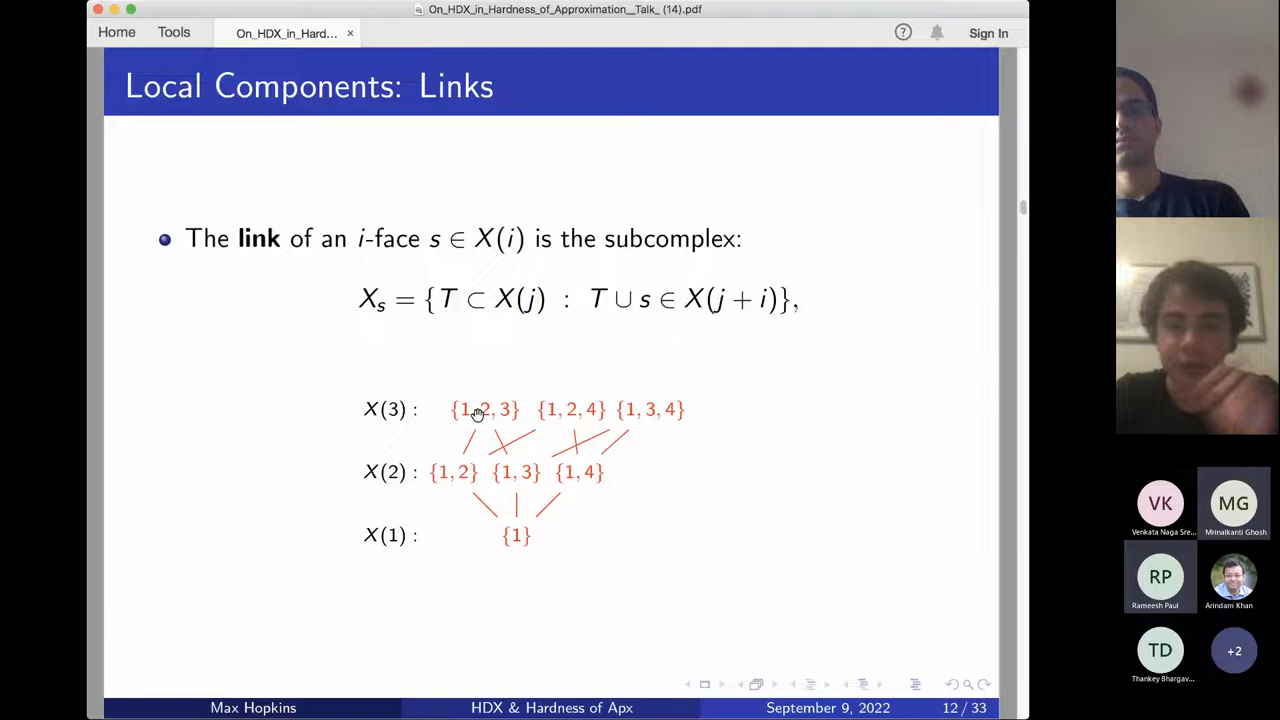 On_HDX_in_Hardness_of_Approximation__Talk_ (14).pdf
Home Tools On_HDX_in_Hard... × ? Sign In
Local Components: Links
The link of an i-face s ∈ X(i) is the subcomplex:
X_s = {T ⊂ X(j) : T ∪ s ∈ X(j + i)},
X(3) : {1, 2, 3} {1, 2, 4} {1, 3, 4}
X(2) : {1, 2} {1, 3} {1, 4}
X(1) : {1}
Max Hopkins HDX & Hardness of Apx September 9, 2022 12 / 33
VK MG
Venkata Naga Sre... Mrinalkanti Ghosh
RP
Rameesh Paul Arindam Khan
TD +2
Thankey Bhargav...